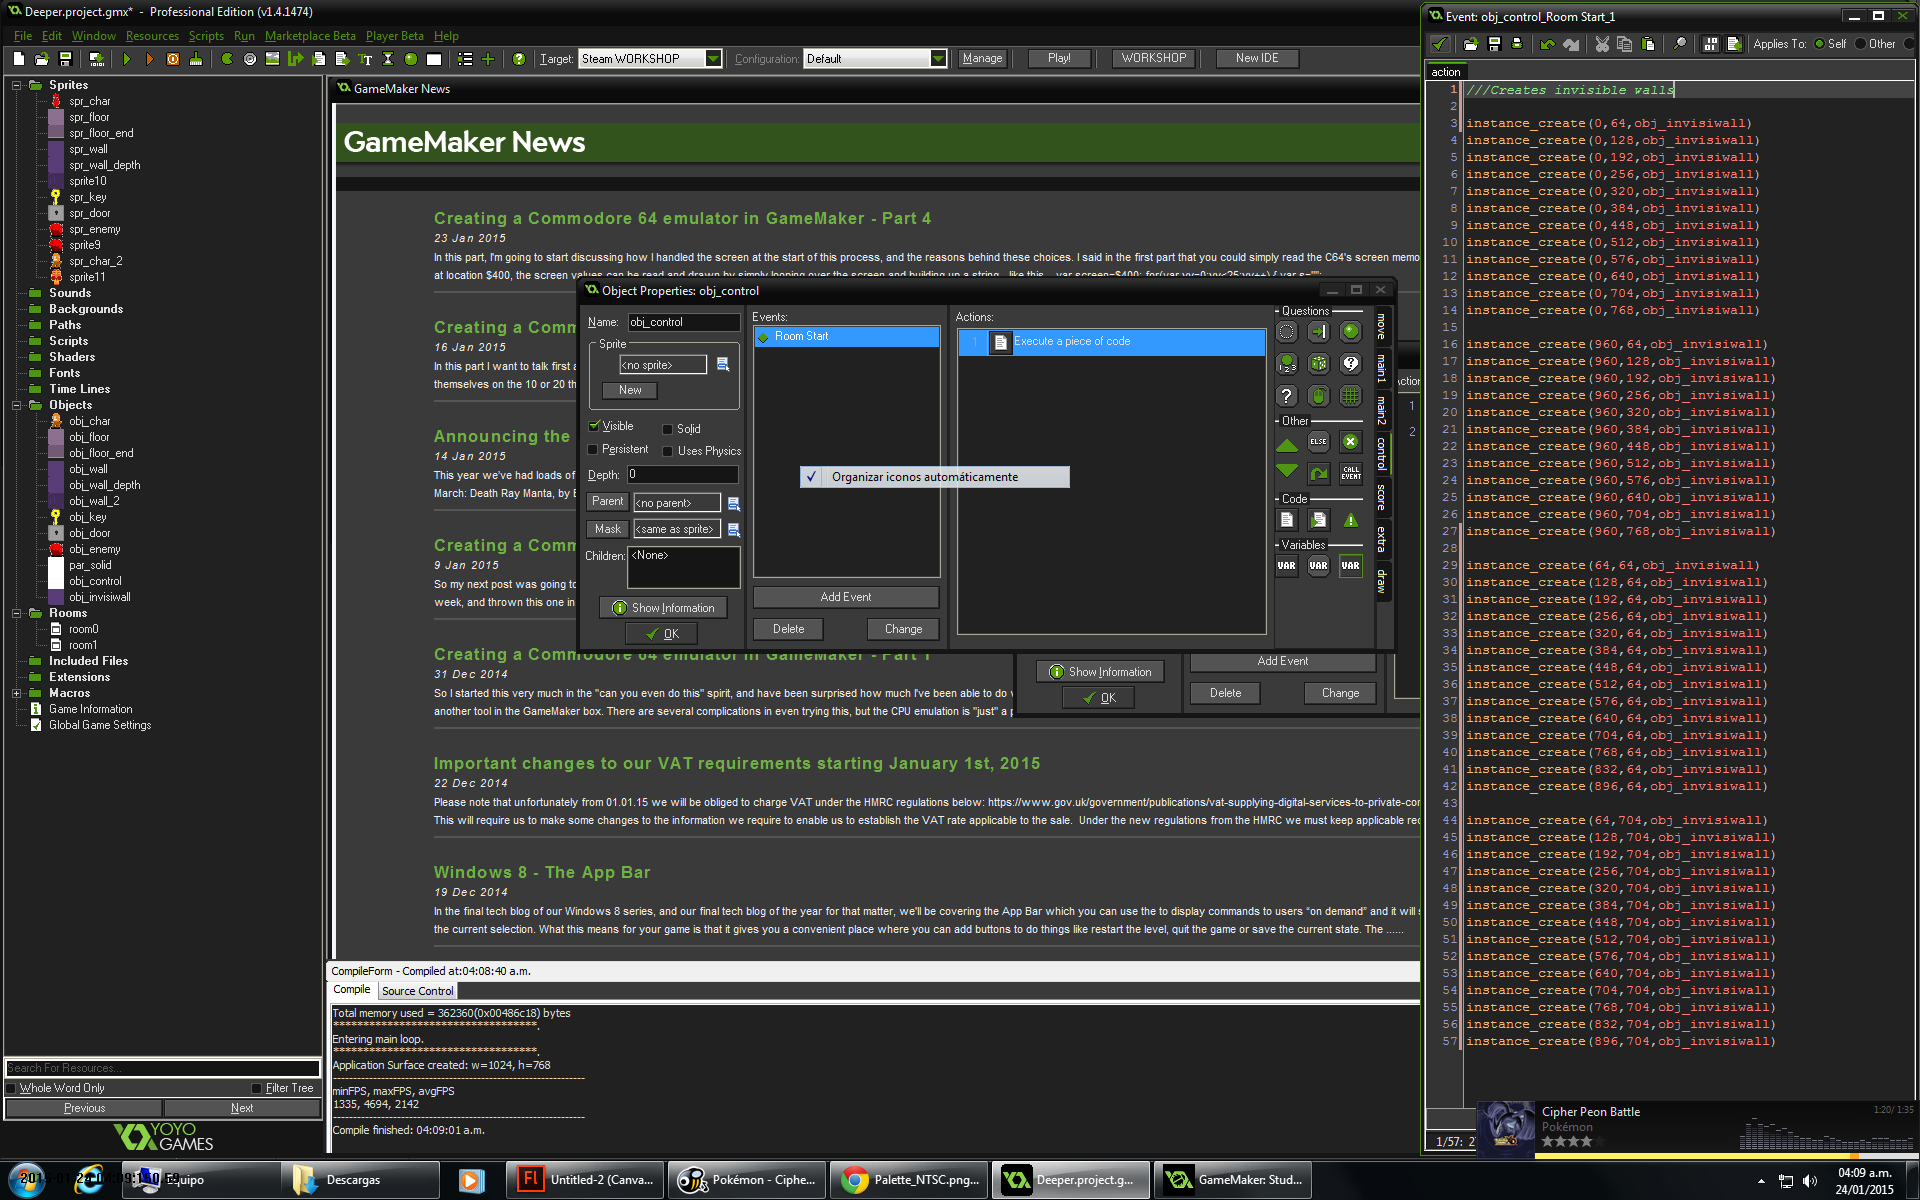 Deeper.project.gmx* - Professional Edition (v1.4.1474)
File Edit Window Resources Scripts Run Marketplace Beta Player Beta Help
Target: Steam WORKSHOP Configuration: Default Manage Play! WORKSHOP New IDE
Sprites
spr_char
spr_floor
spr_floor_end
spr_wall
spr_wall_depth
sprite10
spr_key
spr_door
spr_enemy
sprite9
spr_char_2
sprite11
Sounds
Backgrounds
Paths
Scripts
Shaders
Fonts
Time Lines
Objects
obj_char
obj_floor
obj_floor_end
obj_wall
obj_wall_depth
obj_wall_2
obj_key
obj_door
obj_enemy
par_solid
obj_control
obj_invisiwall
Rooms
room0
room1
Included Files
Extensions
Macros
Game Information
Global Game Settings
Search For Resources...
Whole Word Only Filter Tree
Previous Next
YOYO
GAMES
GameMaker News
GameMaker News
Creating a Commodore 64 emulator in GameMaker - Part 4
23 Jan 2015
In this part, I'm going to start discussing how I handled the screen at the start of this process, and the reasons behind these choices. I said in the first part that you could simply read the C64's screen memo
at location $400, the screen values can be read and drawn by simply looping over the screen and building up a string...like this... var screen=$400; for(var yy=0;yy<25;yy++) { var s="";
Creating a Comm
16 Jan 2015
In this part I want to talk first a
themselves on the 10 or 20 th
Announcing the
14 Jan 2015
This year we've had loads of
March: Death Ray Manta, by B
Creating a Comm
9 Jan 2015
So my next post was going to
week, and thrown this one in
Creating a Commodore 64 emulator in GameMaker - Part 1
31 Dec 2014
So I started this very much in the "can you even do this" spirit, and have been surprised how much I've been able to do v
another tool in the GameMaker box. There are several complications in even trying this, but the CPU emulation is "just" a p
Important changes to our VAT requirements starting January 1st, 2015
22 Dec 2014
Please note that unfortunately from 01.01.15 we will be obliged to charge VAT under the HMRC regulations below: https://www.gov.uk/government/publications/vat-supplying-digital-services-to-private-cor
This will require us to make some changes to the information we require to enable us to establish the VAT rate applicable to the sale. Under the new regulations from the HMRC we must keep applicable rec
Windows 8 - The App Bar
19 Dec 2014
In the final tech blog of our Windows 8 series, and our final tech blog of the year for that matter, we'll be covering the App Bar which you can use the to display commands to users “on demand” and it will s
the current selection. What this means for your game is that it gives you a convenient place where you can add buttons to do things like restart the level, quit the game or save the current state. The ......
Object Properties: obj_control
Name: obj_control
Sprite
<no sprite>
New
Visible Solid
Persistent Uses Physics
Depth: 0
Parent <no parent>
Mask <same as sprite>
Children: <None>
Show Information
OK
Events:
Room Start
Add Event
Delete Change
Actions:
1 Execute a piece of code
Organizar iconos automáticamente
Questions
Other
ELSE
CALL EVENT
Code
Variables
VAR VAR VAR
move
main1
main2
control
score
extra
draw
ction
1
2
Show Information
OK
Add Event
Delete Change
CompileForm - Compiled at:04:08:40 a.m.
Compile Source Control
Total memory used = 362360(0x00486c18) bytes
**********************************.
Entering main loop.
**********************************.
Application Surface created: w=1024, h=768
minFPS, maxFPS, avgFPS
1335, 4694, 2142
Compile finished: 04:09:01 a.m.
Event: obj_control_Room Start_1
Applies To: Self Other
action
1 ///Creates invisible walls
2
3 instance_create(0,64,obj_invisiwall)
4 instance_create(0,128,obj_invisiwall)
5 instance_create(0,192,obj_invisiwall)
6 instance_create(0,256,obj_invisiwall)
7 instance_create(0,320,obj_invisiwall)
8 instance_create(0,384,obj_invisiwall)
9 instance_create(0,448,obj_invisiwall)
10 instance_create(0,512,obj_invisiwall)
11 instance_create(0,576,obj_invisiwall)
12 instance_create(0,640,obj_invisiwall)
13 instance_create(0,704,obj_invisiwall)
14 instance_create(0,768,obj_invisiwall)
15
16 instance_create(960,64,obj_invisiwall)
17 instance_create(960,128,obj_invisiwall)
18 instance_create(960,192,obj_invisiwall)
19 instance_create(960,256,obj_invisiwall)
20 instance_create(960,320,obj_invisiwall)
21 instance_create(960,384,obj_invisiwall)
22 instance_create(960,448,obj_invisiwall)
23 instance_create(960,512,obj_invisiwall)
24 instance_create(960,576,obj_invisiwall)
25 instance_create(960,640,obj_invisiwall)
26 instance_create(960,704,obj_invisiwall)
27 instance_create(960,768,obj_invisiwall)
28
29 instance_create(64,64,obj_invisiwall)
30 instance_create(128,64,obj_invisiwall)
31 instance_create(192,64,obj_invisiwall)
32 instance_create(256,64,obj_invisiwall)
33 instance_create(320,64,obj_invisiwall)
34 instance_create(384,64,obj_invisiwall)
35 instance_create(448,64,obj_invisiwall)
36 instance_create(512,64,obj_invisiwall)
37 instance_create(576,64,obj_invisiwall)
38 instance_create(640,64,obj_invisiwall)
39 instance_create(704,64,obj_invisiwall)
40 instance_create(768,64,obj_invisiwall)
41 instance_create(832,64,obj_invisiwall)
42 instance_create(896,64,obj_invisiwall)
43
44 instance_create(64,704,obj_invisiwall)
45 instance_create(128,704,obj_invisiwall)
46 instance_create(192,704,obj_invisiwall)
47 instance_create(256,704,obj_invisiwall)
48 instance_create(320,704,obj_invisiwall)
49 instance_create(384,704,obj_invisiwall)
50 instance_create(448,704,obj_invisiwall)
51 instance_create(512,704,obj_invisiwall)
52 instance_create(576,704,obj_invisiwall)
53 instance_create(640,704,obj_invisiwall)
54 instance_create(704,704,obj_invisiwall)
55 instance_create(768,704,obj_invisiwall)
56 instance_create(832,704,obj_invisiwall)
57 instance_create(896,704,obj_invisiwall)
1/57: 2
Cipher Peon Battle 1:20/ 1:35
Pokémon
Equipo
Descargas
Untitled-2 (Canva...
Pokémon - Ciphe...
Palette_NTSC.png...
Deeper.project.g...
GameMaker: Stud...
04:09 a.m.
24/01/2015